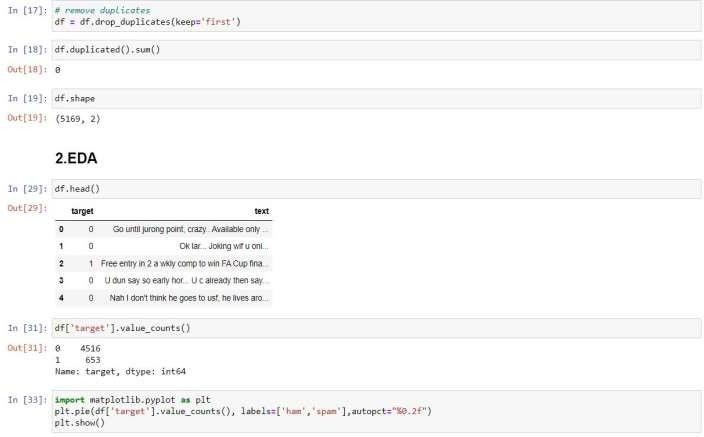 In [17]: # remove duplicates
df = df.drop_duplicates(keep='first')
In [18]: df.duplicated().sum()
Out[18]: 0
In [19]: df.shape
Out[19]: (5169, 2)
2.EDA
In [29]: df.head()
Out[29]:
target text
0 0 Go until jurong point, crazy.. Available only ...
1 0 Ok lar... Joking wif u oni...
2 1 Free entry in 2 a wkly comp to win FA Cup fina...
3 0 U dun say so early hor... U c already then say...
4 0 Nah I don't think he goes to usf, he lives aro...
In [31]: df['target'].value_counts()
Out[31]: 0 4516
1 653
Name: target, dtype: int64
In [33]: import matplotlib.pyplot as plt
plt.pie(df['target'].value_counts(), labels=['ham','spam'],autopct="%0.2f")
plt.show()